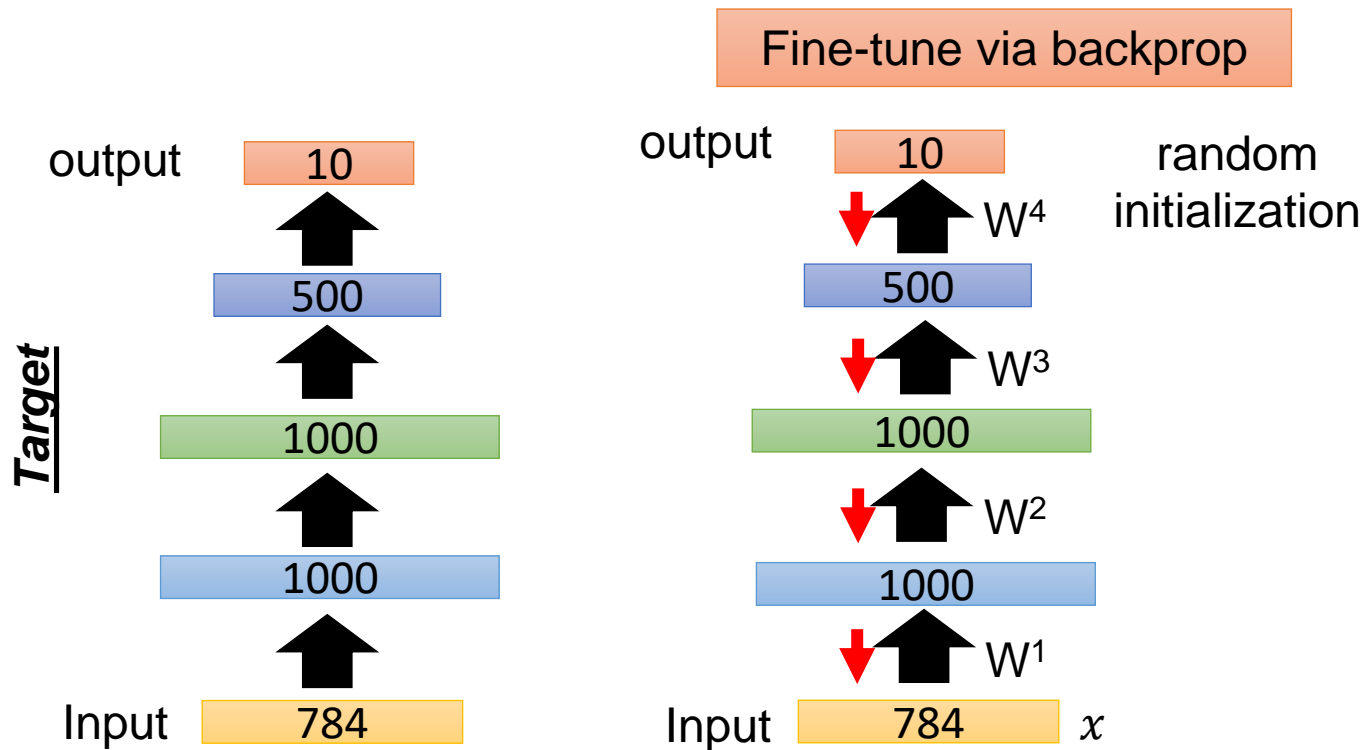 Target
output
10
500
1000
1000
Input
784
Fine-tune via backprop
output
10
random
initialization
W⁴
500
W³
1000
W²
1000
W¹
Input
784
x